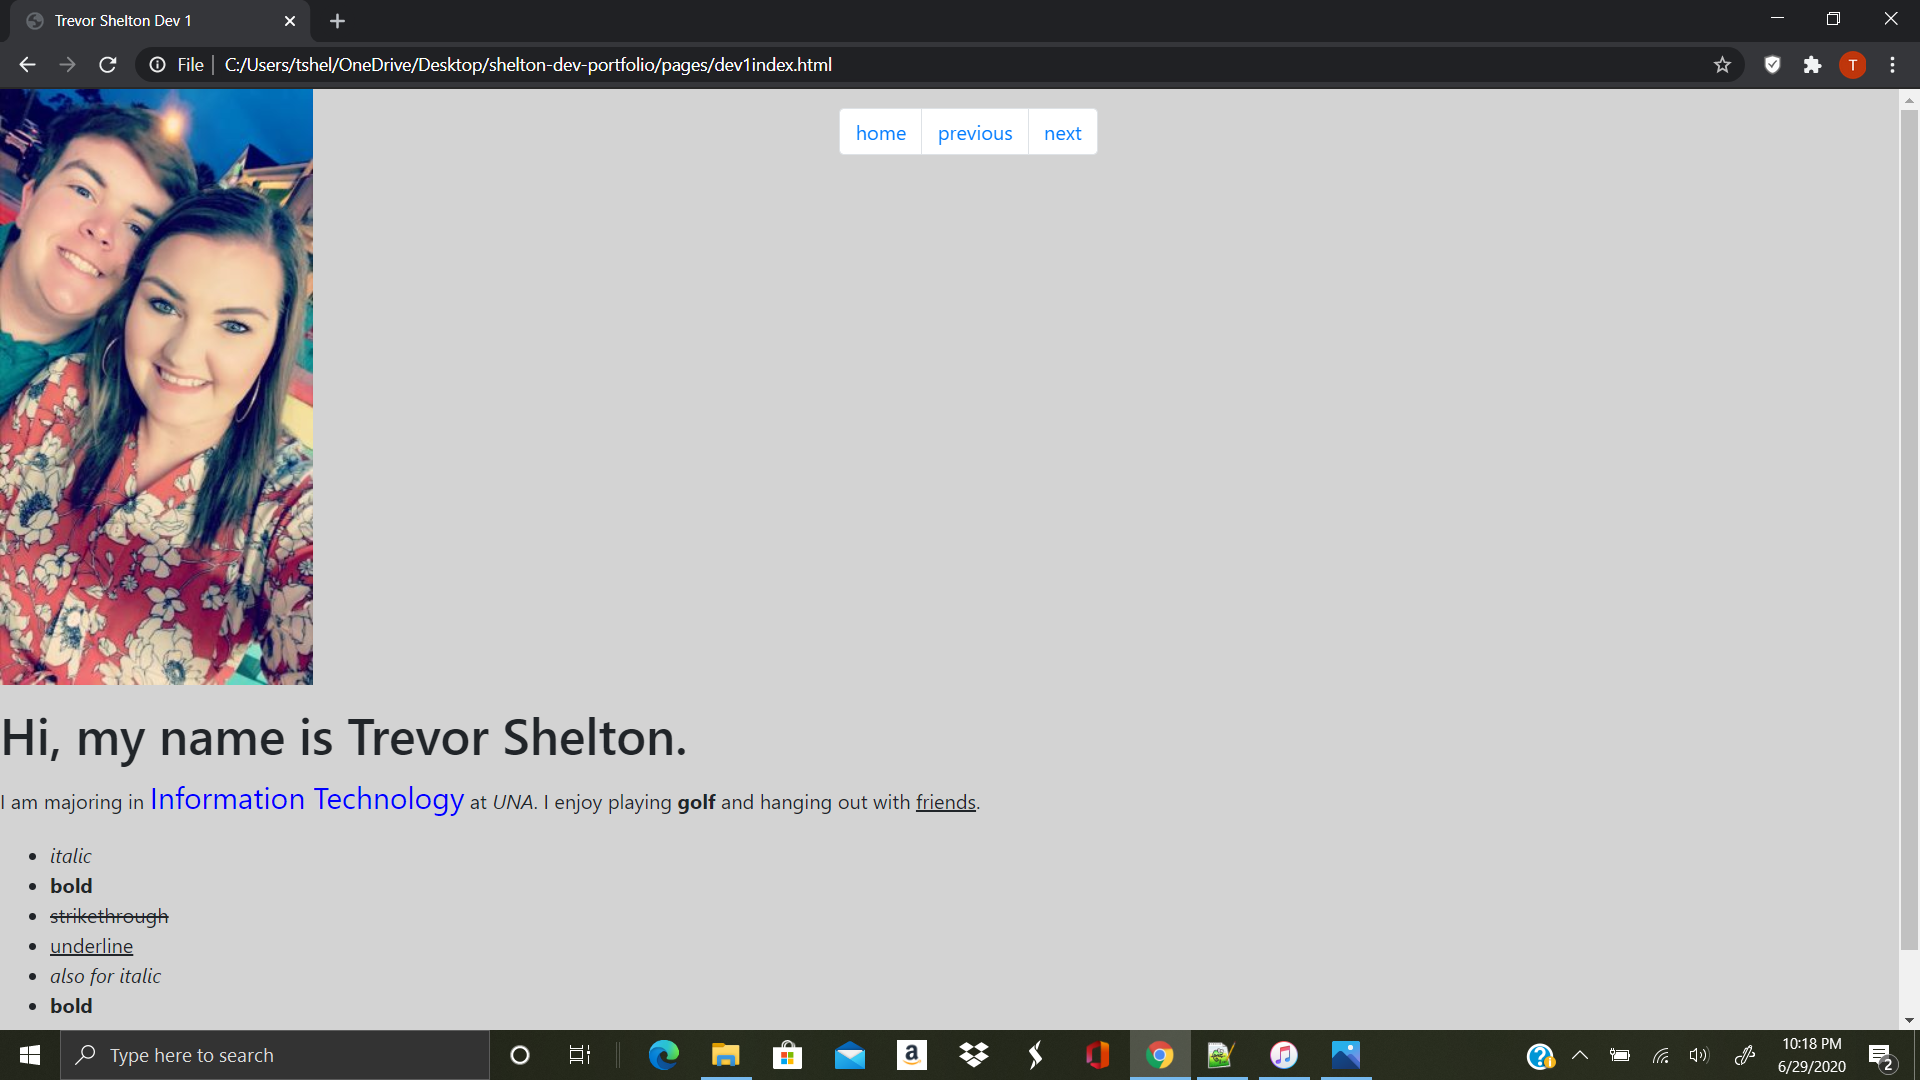 Trevor Shelton Dev 1
File
C:/Users/tshel/OneDrive/Desktop/shelton-dev-portfolio/pages/dev1index.html
T
home previous next
Hi, my name is Trevor Shelton.
I am majoring in Information Technology at UNA. I enjoy playing golf and hanging out with friends.
italic
bold
strikethrough
underline
also for italic
bold
Type here to search
a
10:18 PM
6/29/2020
2